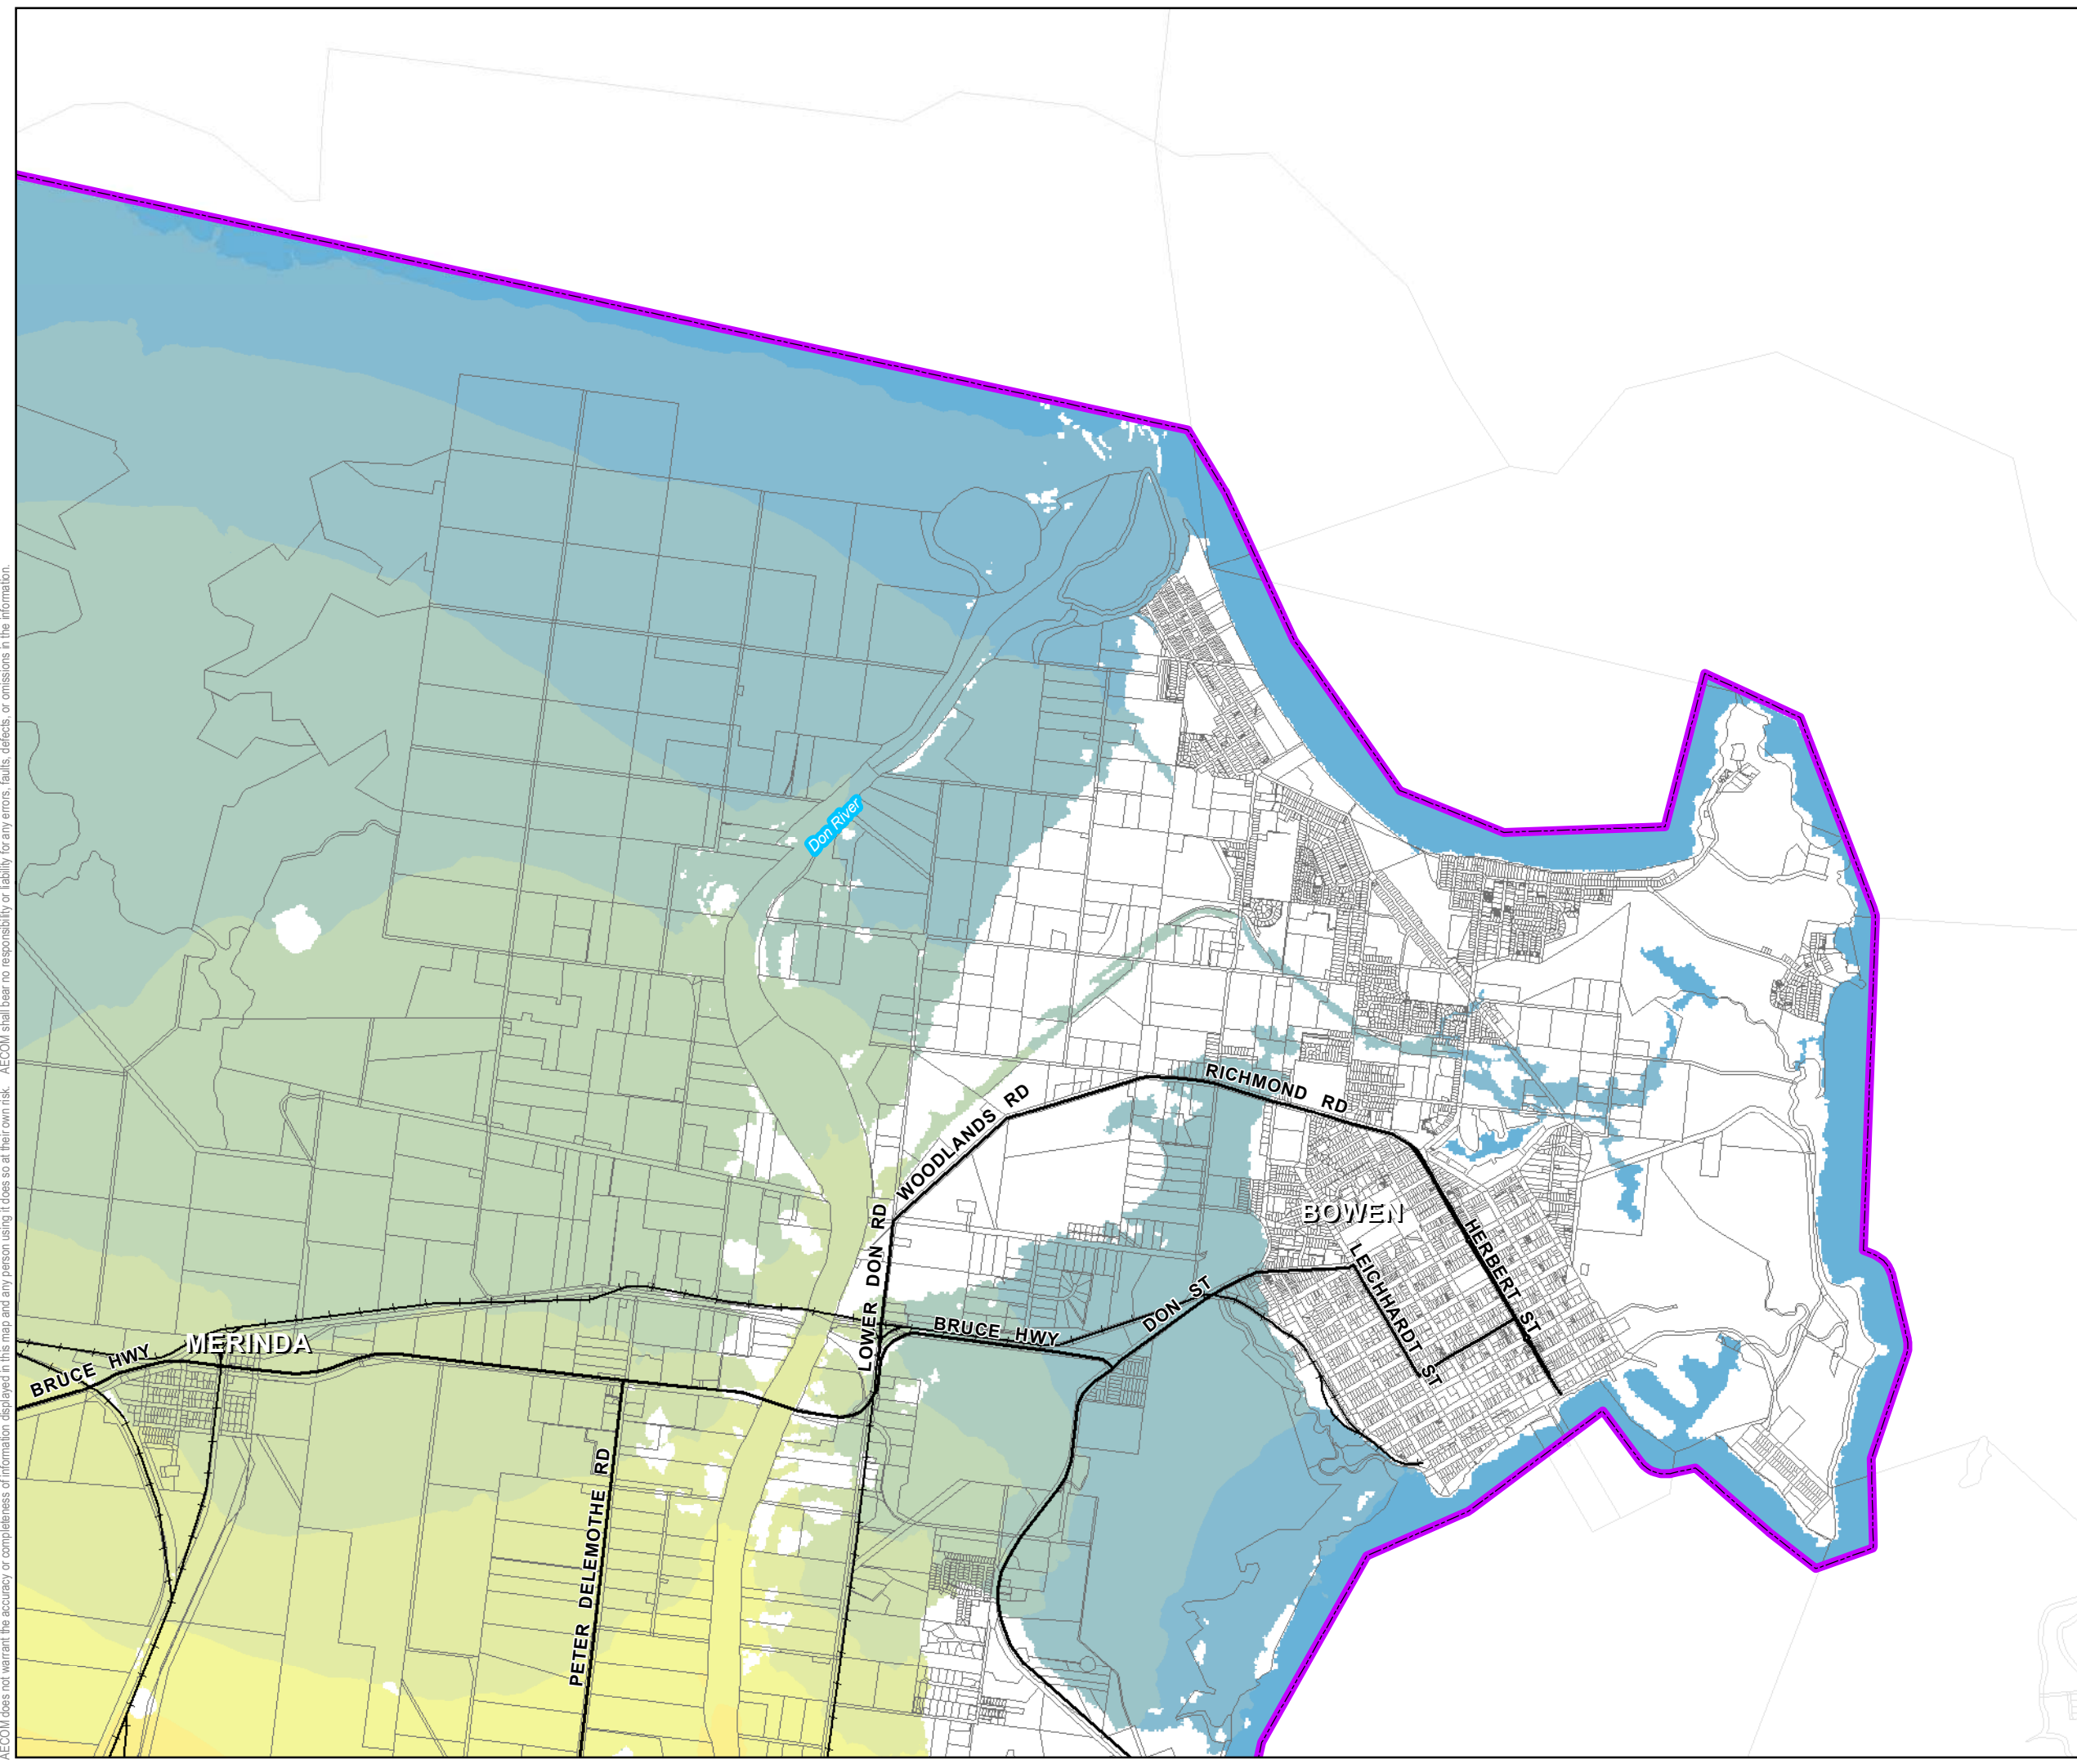 Don River
WOODLANDS RD
RICHMOND RD
BOWEN
LOWER DON RD
HERBERT ST
LEICHHARDT ST
DON ST
BRUCE HWY
MERINDA
BRUCE HWY
PETER DELEMOTHE RD
AECOM does not warrant the accuracy or completeness of information displayed in this map and any person using it does so at their own risk. AECOM shall bear no responsibility or liability for any errors, faults, defects, or omissions in the information.